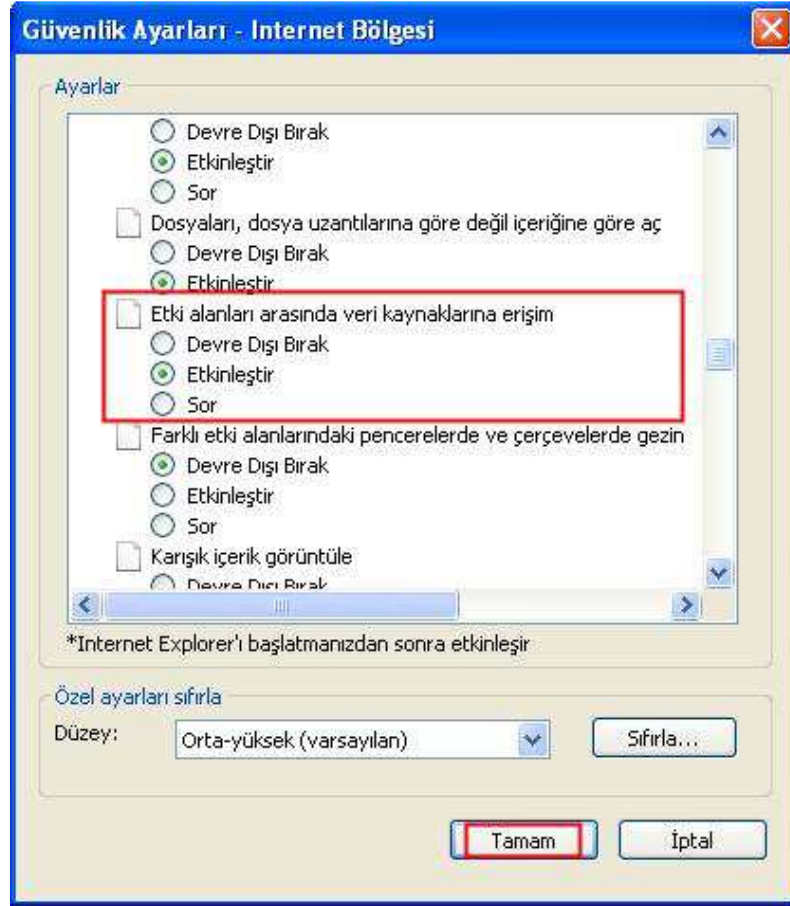 Güvenlik Ayarları - Internet Bölgesi
Ayarlar
Devre Dışı Bırak
Etkinleştir
Sor
Dosyaları, dosya uzantılarına göre değil içeriğine göre aç
Devre Dışı Bırak
Etkinleştir
Etki alanları arasında veri kaynaklarına erişim
Devre Dışı Bırak
Etkinleştir
Sor
Farklı etki alanlarındaki pencerelerde ve çerçevelerde gezin
Devre Dışı Bırak
Etkinleştir
Sor
Karışık içerik görüntüle
Devre Dışı Bırak
*Internet Explorer'ı başlatmanızdan sonra etkinleşir
Özel ayarları sıfırla
Düzey: Orta-yüksek (varsayılan) Sıfırla...
Tamam İptal